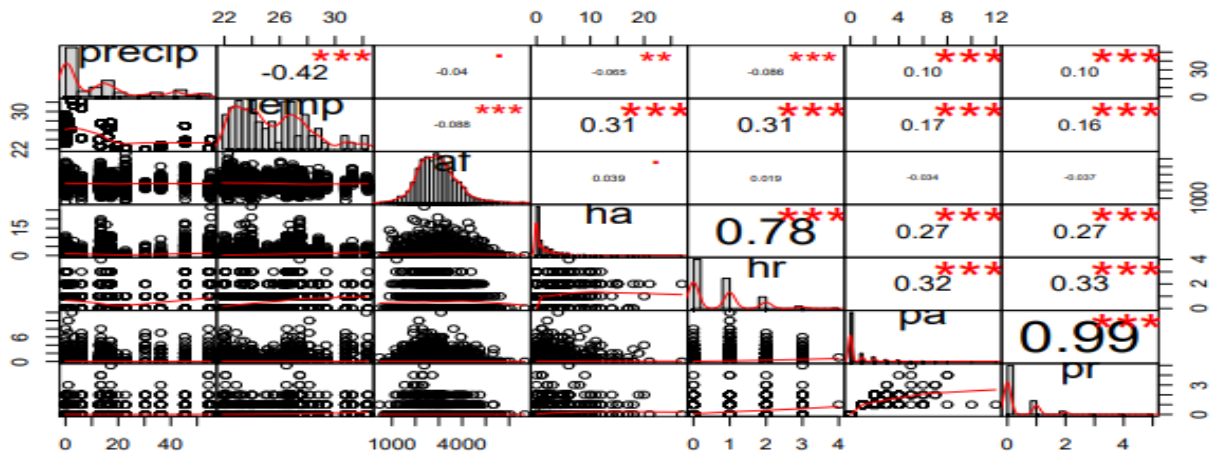 22 26 32 0 10 20 0 4 8 12
precip -0.42 *** -0.04 . -0.065 ** -0.086 *** 0.10 *** 0.10 *** 30 0
30 22 temp -0.088 *** 0.31 *** 0.31 *** 0.17 *** 0.16 ***
af 0.039 . 0.019 -0.034 -0.037 1000
15 0 ha 0.78 *** 0.27 *** 0.27 ***
hr 0.32 *** 0.33 *** 4 2 0
6 0 pa 0.99 ***
pr 3 0
0 20 40 1000 4000 0 1 2 3 4 0 2 4